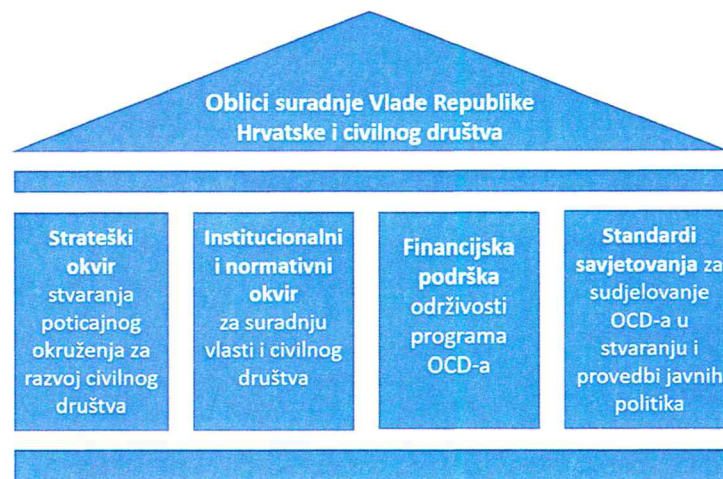 Oblici suradnje Vlade Republike
Hrvatske i civilnog društva
Strateški
okvir
stvaranja
poticajnog
okruženja za
razvoj civilnog
društva
Institucionalni
i normativni
okvir
za suradnju
vlasti i civilnog
društva
Financijska
podrška
održivosti
programa
OCD-a
Standardi
savjetovanja za
sudjelovanje
OCD-a u
stvaranju i
provedbi javnih
politika